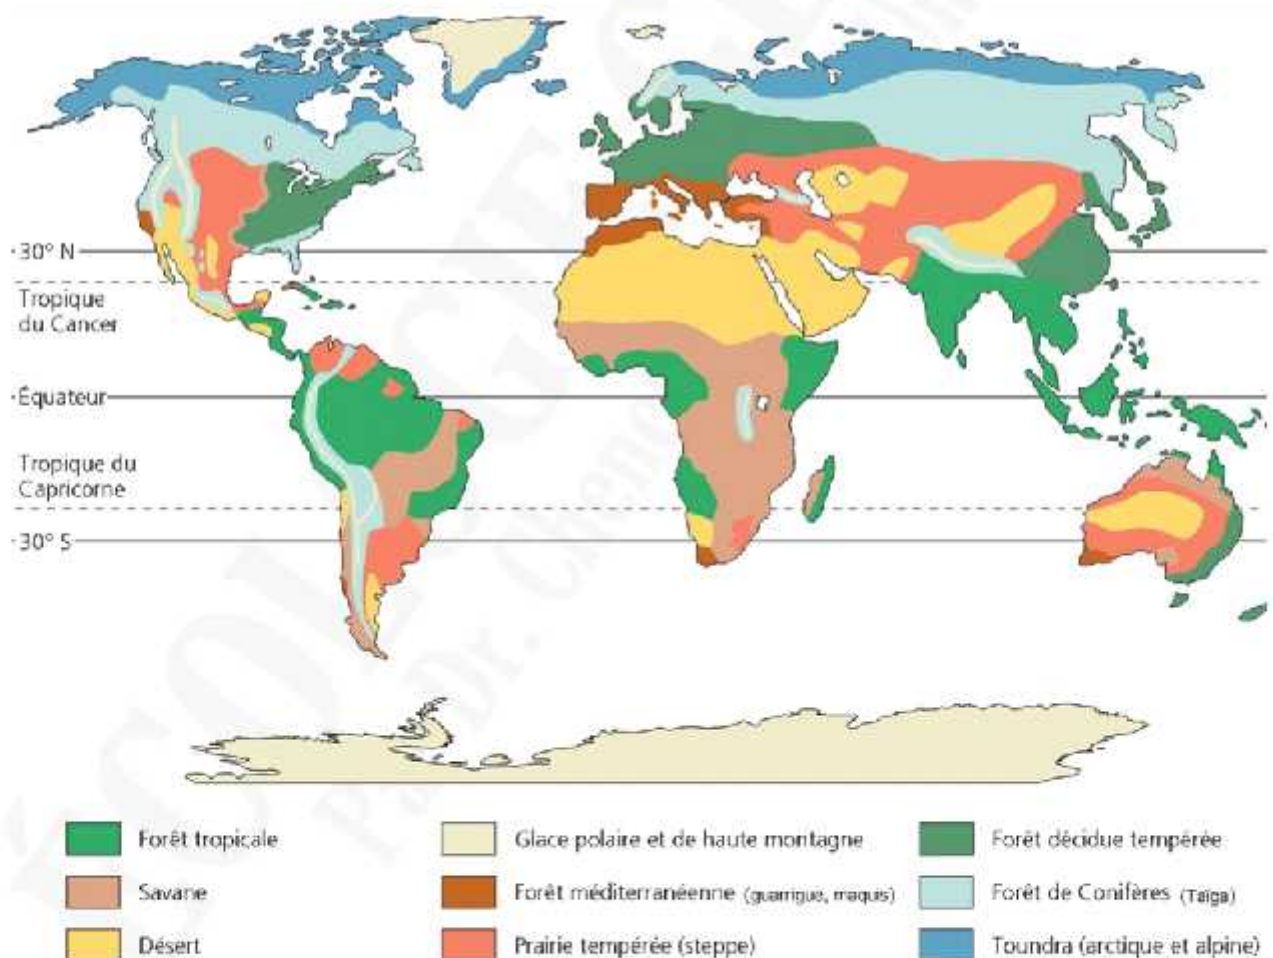 30° N
Tropique
du Cancer
Équateur
Tropique du
Capricorne
30° S
Forêt tropicale
Savane
Désert
Glace polaire et de haute montagne
Forêt méditerranéenne (guarrigue, maquis)
Prairie tempérée (steppe)
Forêt décidue tempérée
Forêt de Conifères (Taïga)
Toundra (arctique et alpine)